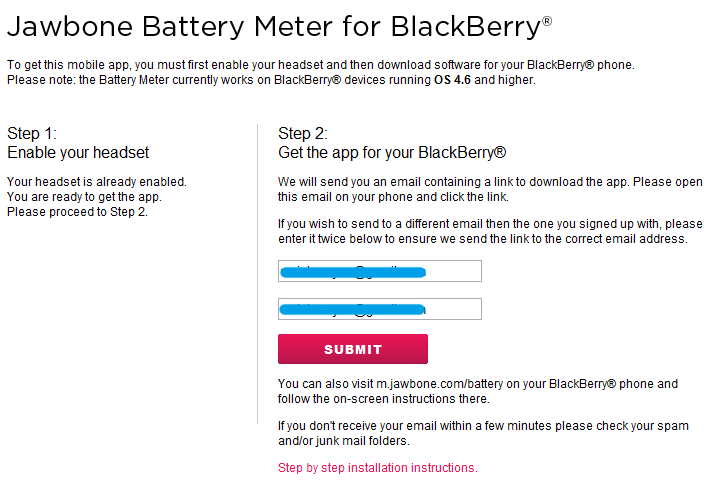 Jawbone Battery Meter for BlackBerry®
To get this mobile app, you must first enable your headset and then download software for your BlackBerry® phone.
Please note: the Battery Meter currently works on BlackBerry® devices running OS 4.6 and higher.
Step 1:
Enable your headset
Your headset is already enabled.
You are ready to get the app.
Please proceed to Step 2.
Step 2:
Get the app for your BlackBerry®
We will send you an email containing a link to download the app. Please open
this email on your phone and click the link.
If you wish to send to a different email then the one you signed up with, please
enter it twice below to ensure we send the link to the correct email address.
SUBMIT
You can also visit m.jawbone.com/battery on your BlackBerry® phone and
follow the on-screen instructions there.
If you don't receive your email within a few minutes please check your spam
and/or junk mail folders.
Step by step installation instructions.